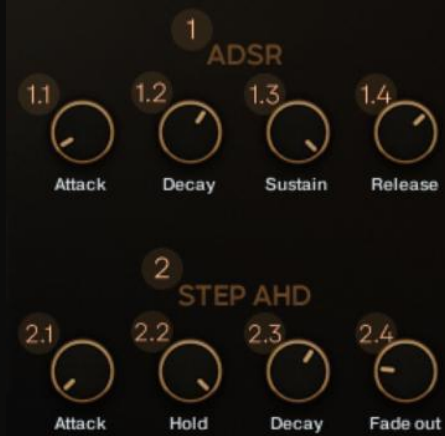 1
ADSR
1.1 1.2 1.3 1.4
Attack Decay Sustain Release
2
STEP AHD
2.1 2.2 2.3 2.4
Attack Hold Decay Fade out